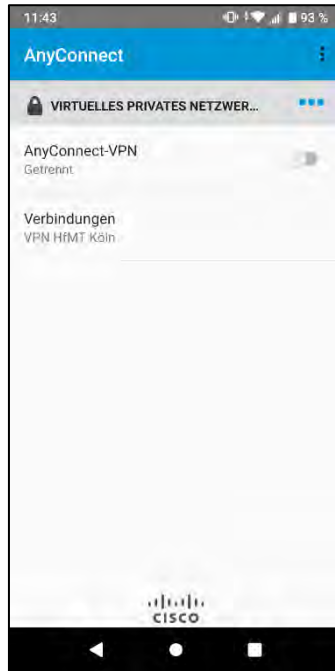 11:43
93 %
AnyConnect
VIRTUELLES PRIVATES NETZWER...
AnyConnect-VPN
Getrennt
Verbindungen
VPN HfMT Köln
CISCO